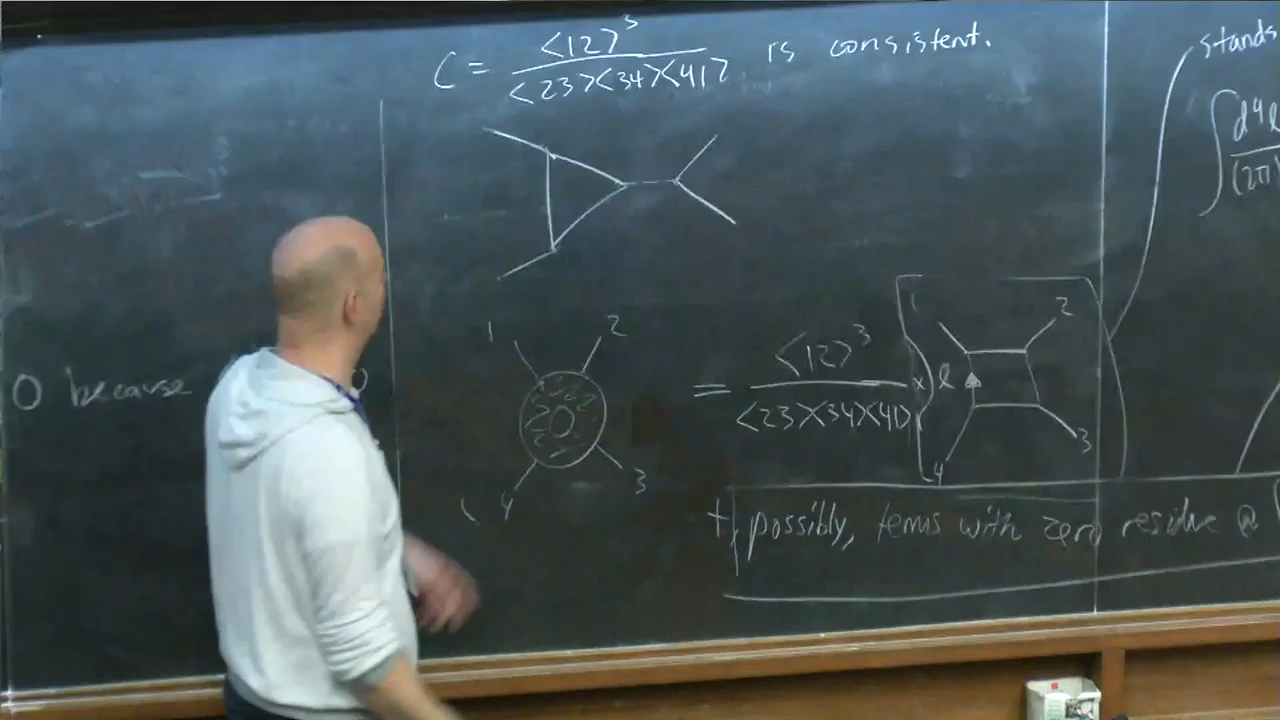 C = <12>³ / <23><34><41> is consistent.
stands
∫ d⁴l / (2π)
0 because
1 2
3
4
= <12>³ / <23><34><41> × l
1 2
3
4
+ possibly, terms with zero residue @